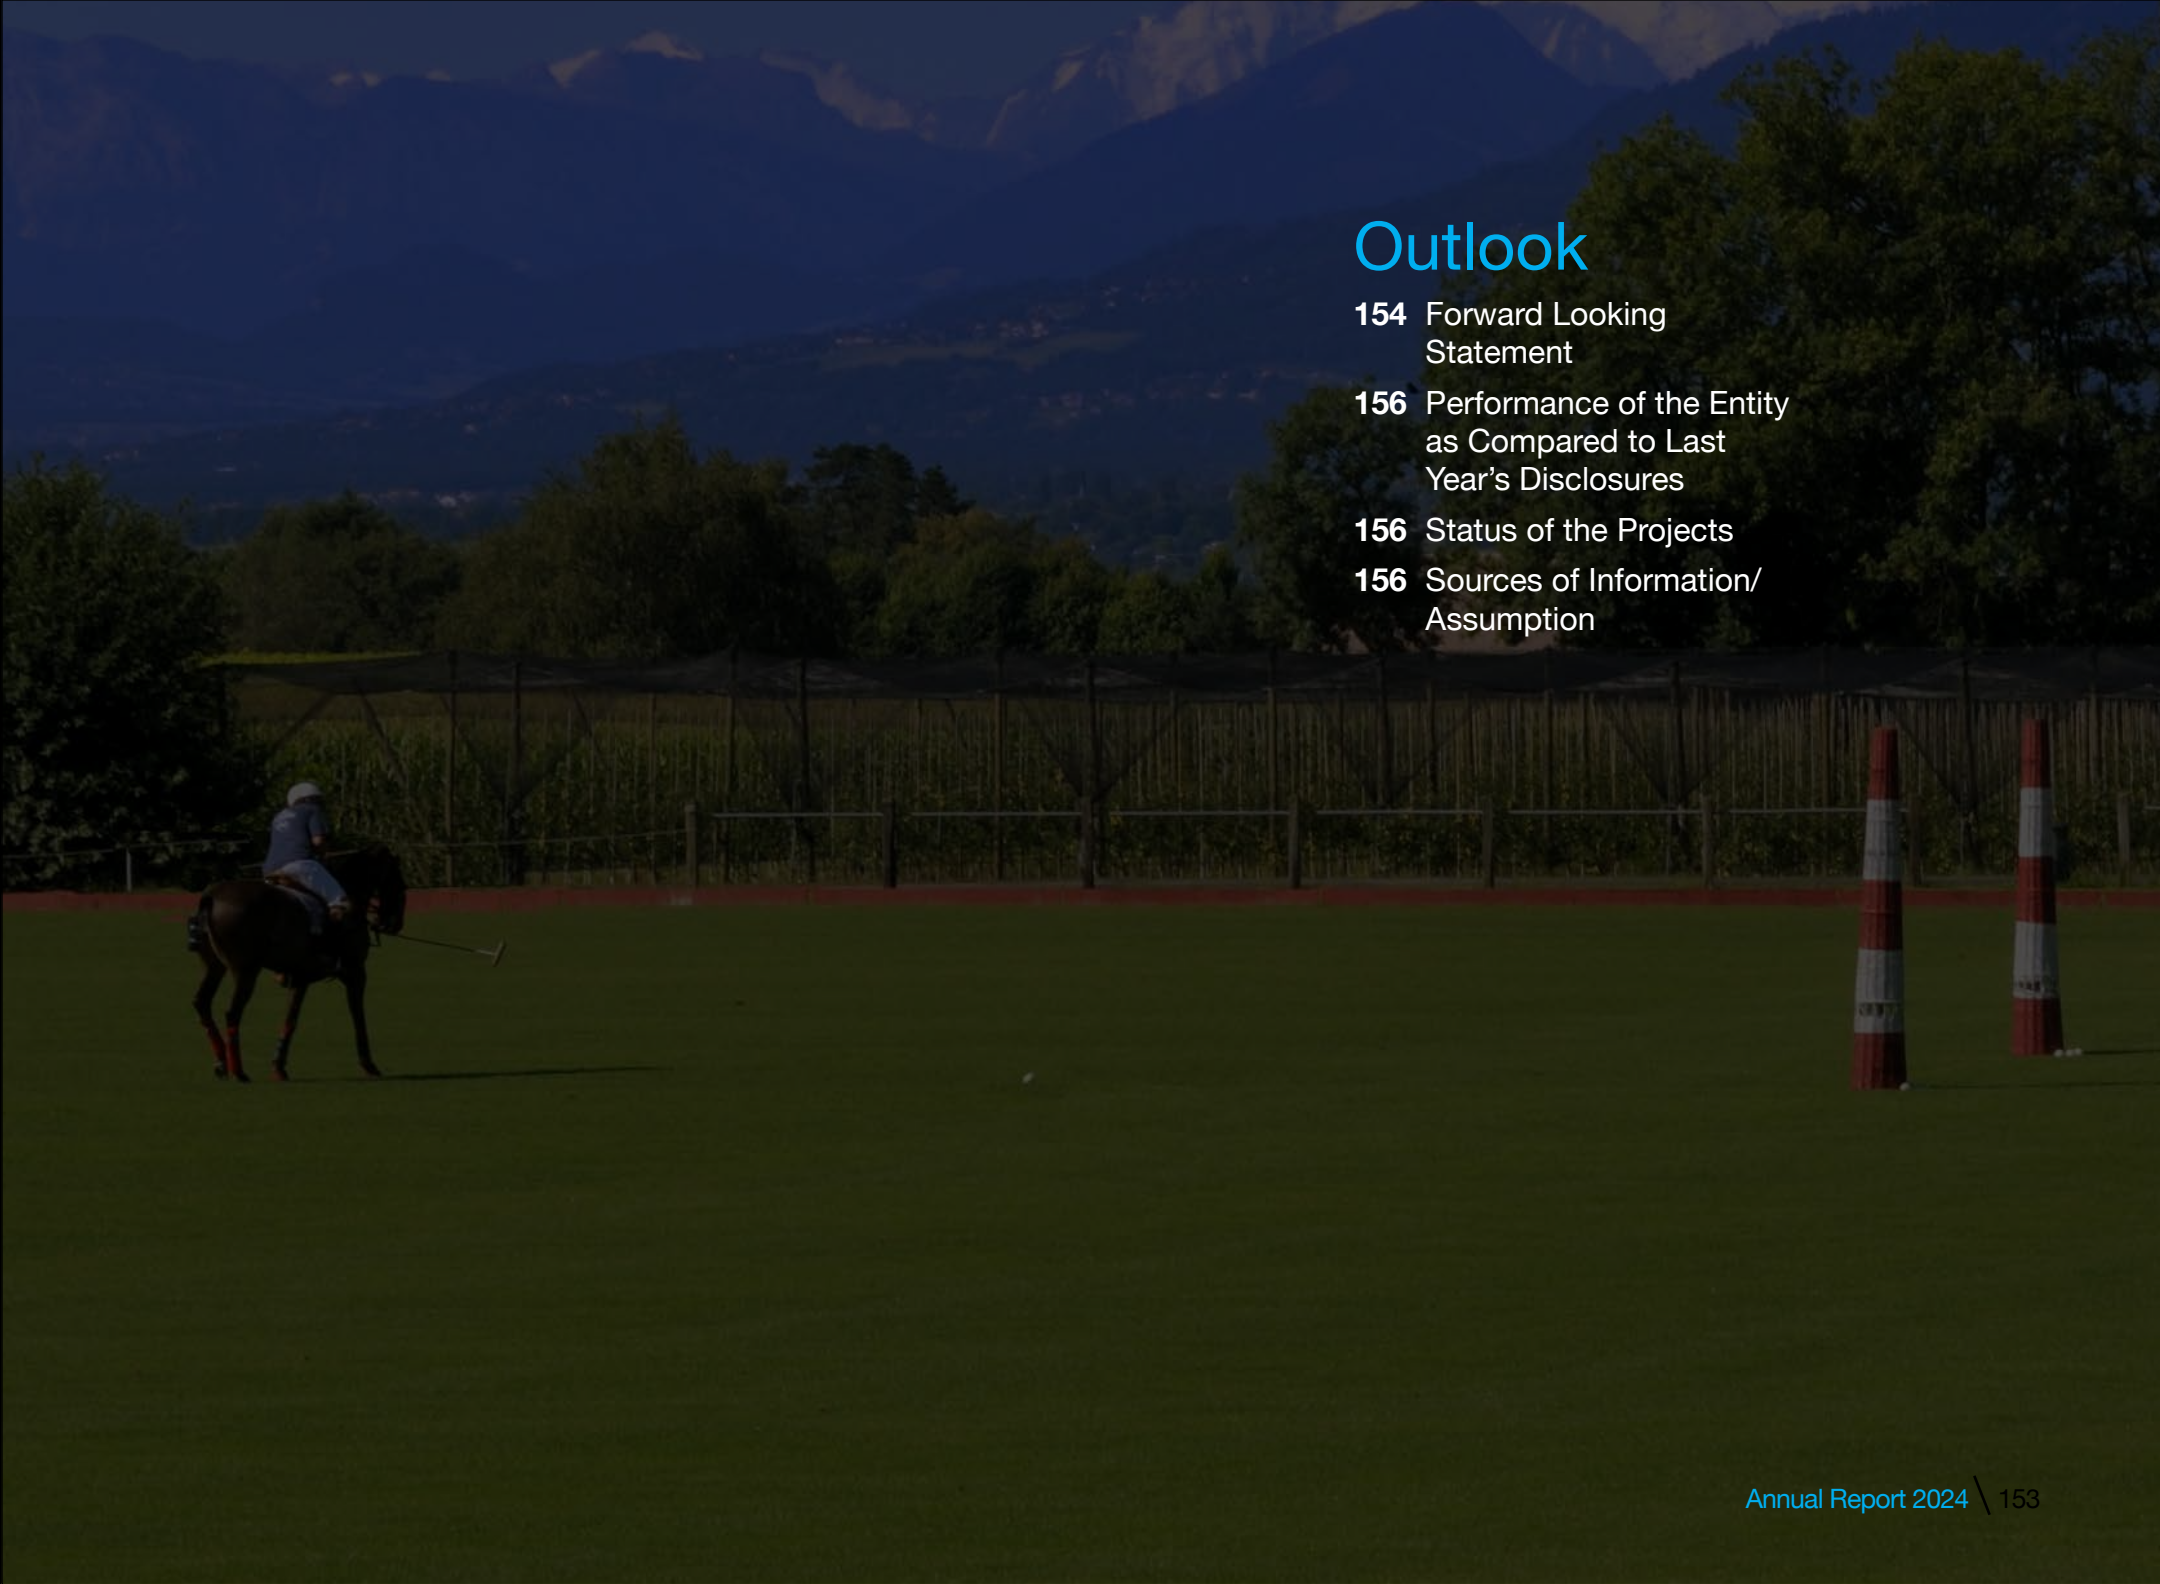 Outlook
154 Forward Looking
Statement
156 Performance of the Entity
as Compared to Last
Year’s Disclosures
156 Status of the Projects
156 Sources of Information/
Assumption
Annual Report 2024 \ 153